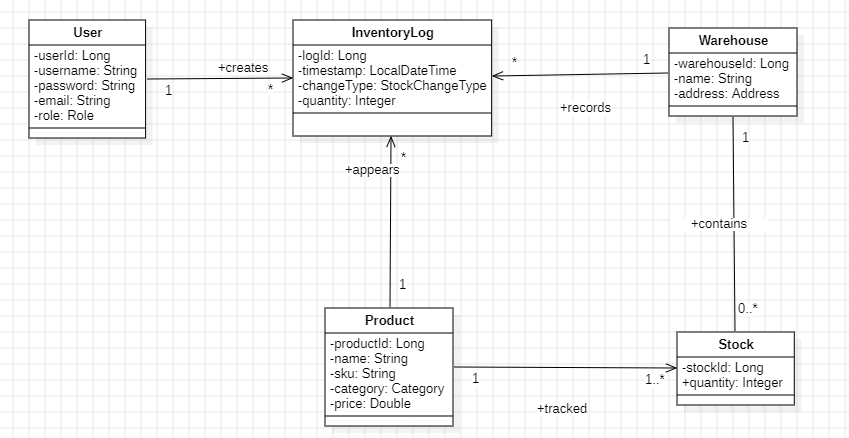 User
-userId: Long
-username: String
-password: String
-email: String
-role: Role
+creates
1
*
InventoryLog
-logId: Long
-timestamp: LocalDateTime
-changeType: StockChangeType
-quantity: Integer
*
1
+records
Warehouse
-warehouseId: Long
-name: String
-address: Address
*
+appears
1
1
+contains
0..*
Product
-productId: Long
-name: String
-sku: String
-category: Category
-price: Double
1
1..*
+tracked
Stock
-stockId: Long
+quantity: Integer